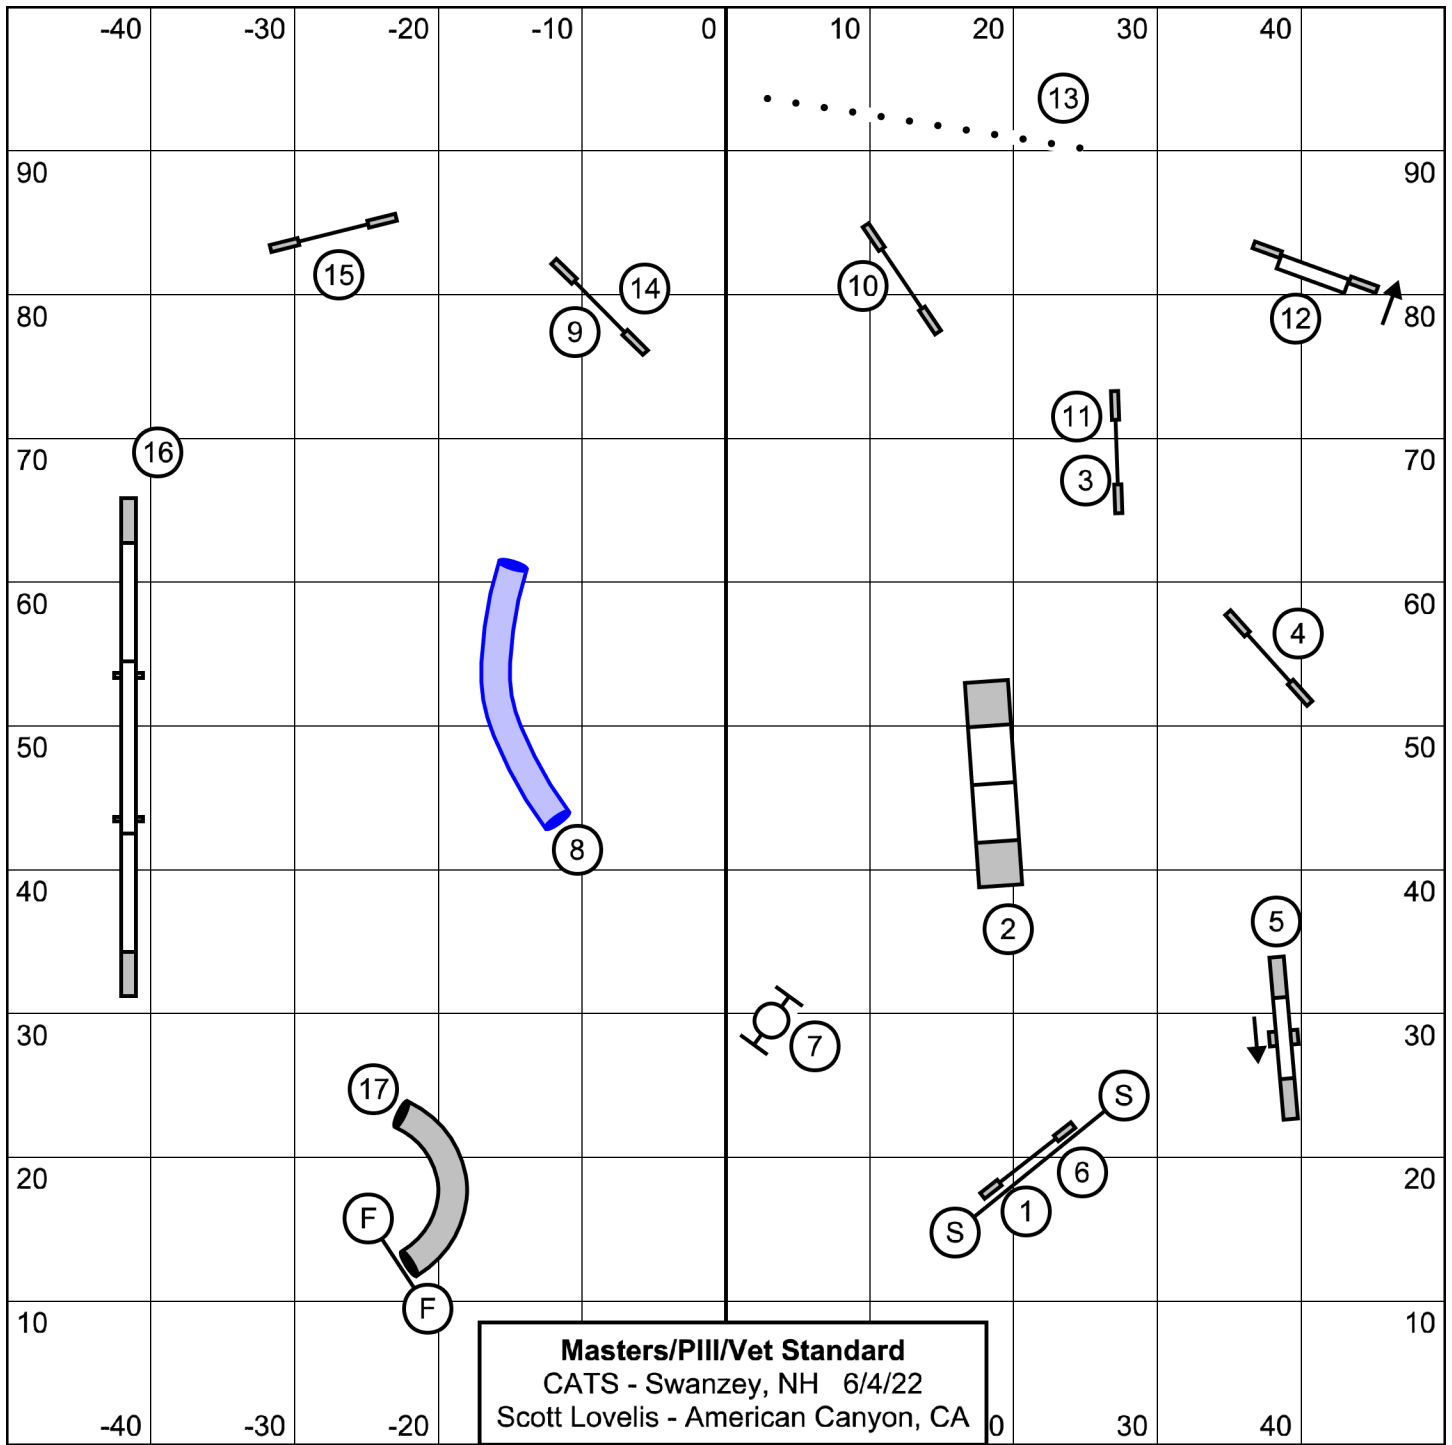 -40 -30 -20 -10 0 10 20 30 40
13
90 90
15 14 10
9 12
80 80
11
16 3
70 70
4
60 60
50 50
8
40 40
2 5
7
30 30
17 S
6
20 20
F 1
S
F
10 10
Masters/PIII/Vet Standard
CATS - Swanzey, NH 6/4/22
Scott Lovelis - American Canyon, CA
-40 -30 -20 0 30 40